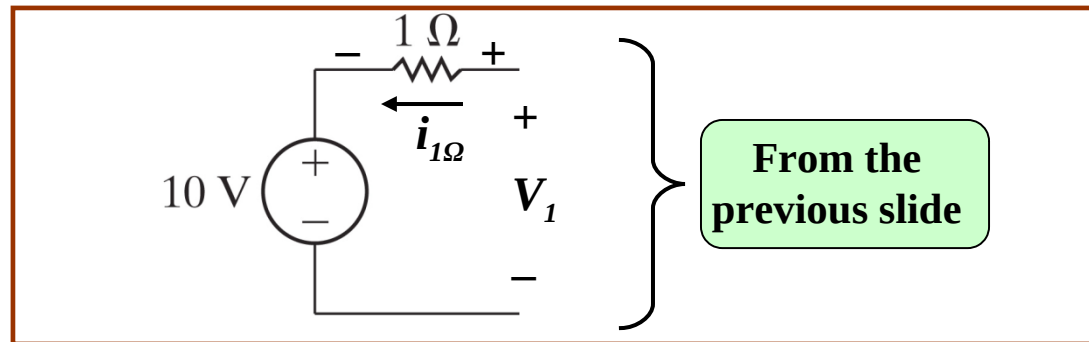 1 Ω
− +
i1Ω
+
V1
−
10 V
+
−
From the
previous slide